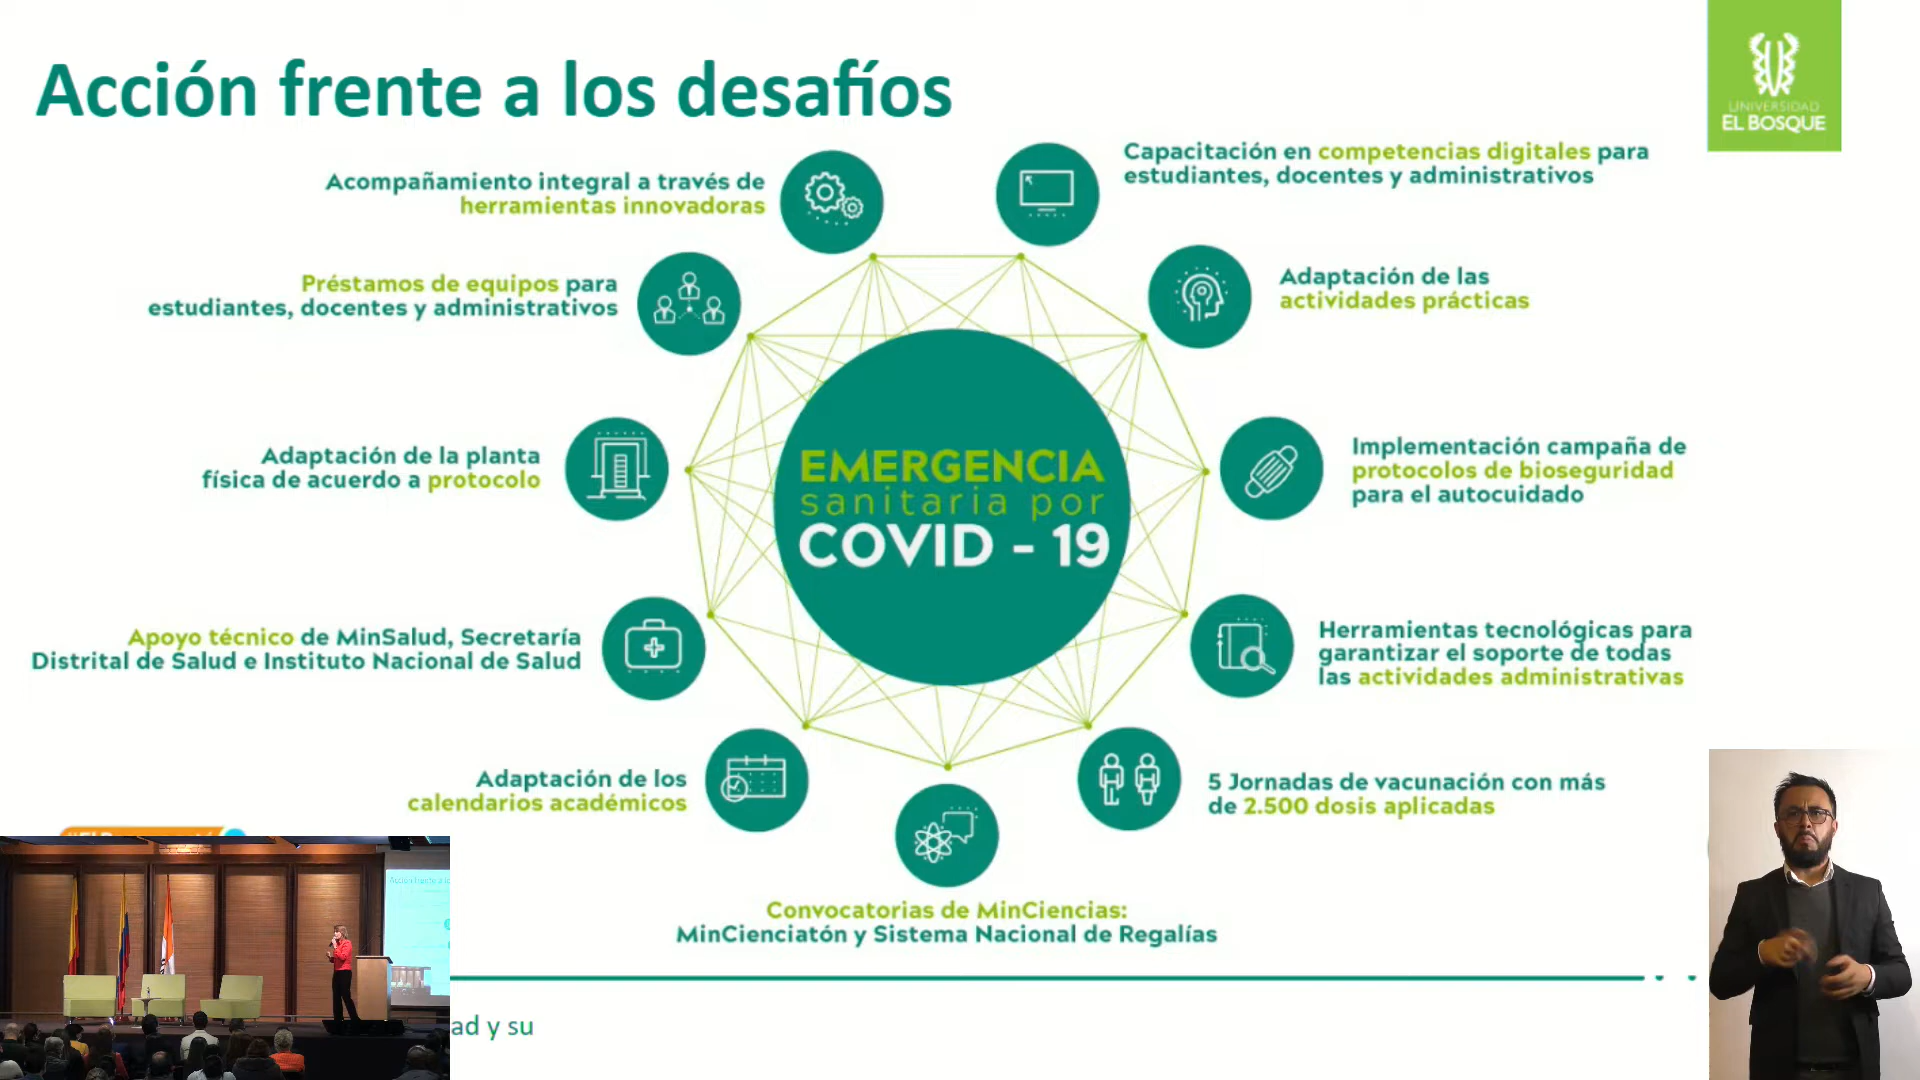 Acción frente a los desafíos
UNIVERSIDAD
EL BOSQUE
Acompañamiento integral a través de
herramientas innovadoras
Capacitación en competencias digitales para
estudiantes, docentes y administrativos
Préstamos de equipos para
estudiantes, docentes y administrativos
Adaptación de las
actividades prácticas
Adaptación de la planta
física de acuerdo a protocolo
EMERGENCIA
sanitaria por
COVID - 19
Implementación campaña de
protocolos de bioseguridad
para el autocuidado
Apoyo técnico de MinSalud, Secretaría
Distrital de Salud e Instituto Nacional de Salud
Herramientas tecnológicas para
garantizar el soporte de todas
las actividades administrativas
Adaptación de los
calendarios académicos
5 Jornadas de vacunación con más
de 2.500 dosis aplicadas
Convocatorias de MinCiencias:
MinCienciatón y Sistema Nacional de Regalías
Acción frente a lo
ad y su